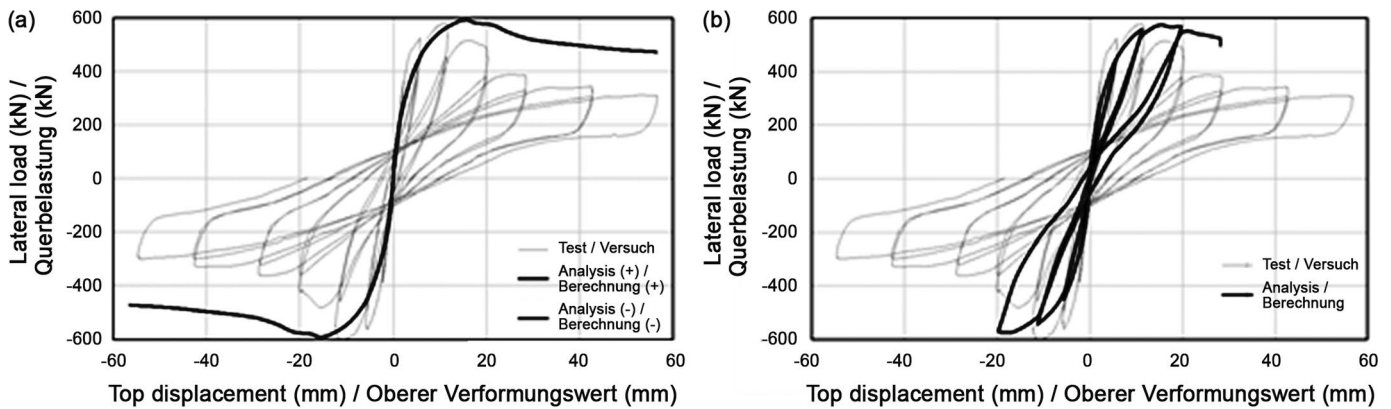 (a)
Lateral load (kN) /
Querbelastung (kN)
600
400
200
0
-200
-400
-600
-60
-40
-20
0
20
40
60
Test / Versuch
Analysis (+) /
Berechnung (+)
Analysis (-) /
Berechnung (-)
Top displacement (mm) / Oberer Verformungswert (mm)
(b)
Lateral load (kN) /
Querbelastung (kN)
600
400
200
0
-200
-400
-600
-60
-40
-20
0
20
40
60
Test / Versuch
Analysis /
Berechnung
Top displacement (mm) / Oberer Verformungswert (mm)